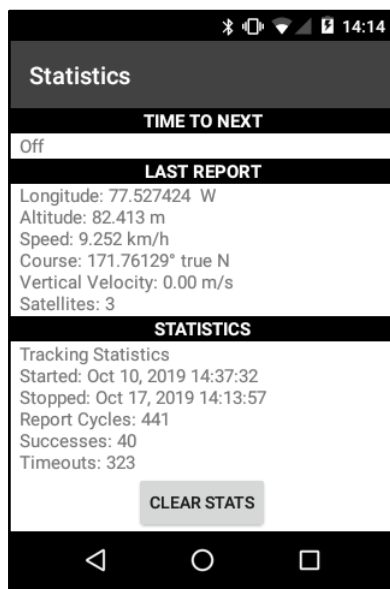 14:14
Statistics
TIME TO NEXT
Off
LAST REPORT
Longitude: 77.527424 W
Altitude: 82.413 m
Speed: 9.252 km/h
Course: 171.76129° true N
Vertical Velocity: 0.00 m/s
Satellites: 3
STATISTICS
Tracking Statistics
Started: Oct 10, 2019 14:37:32
Stopped: Oct 17, 2019 14:13:57
Report Cycles: 441
Successes: 40
Timeouts: 323
CLEAR STATS